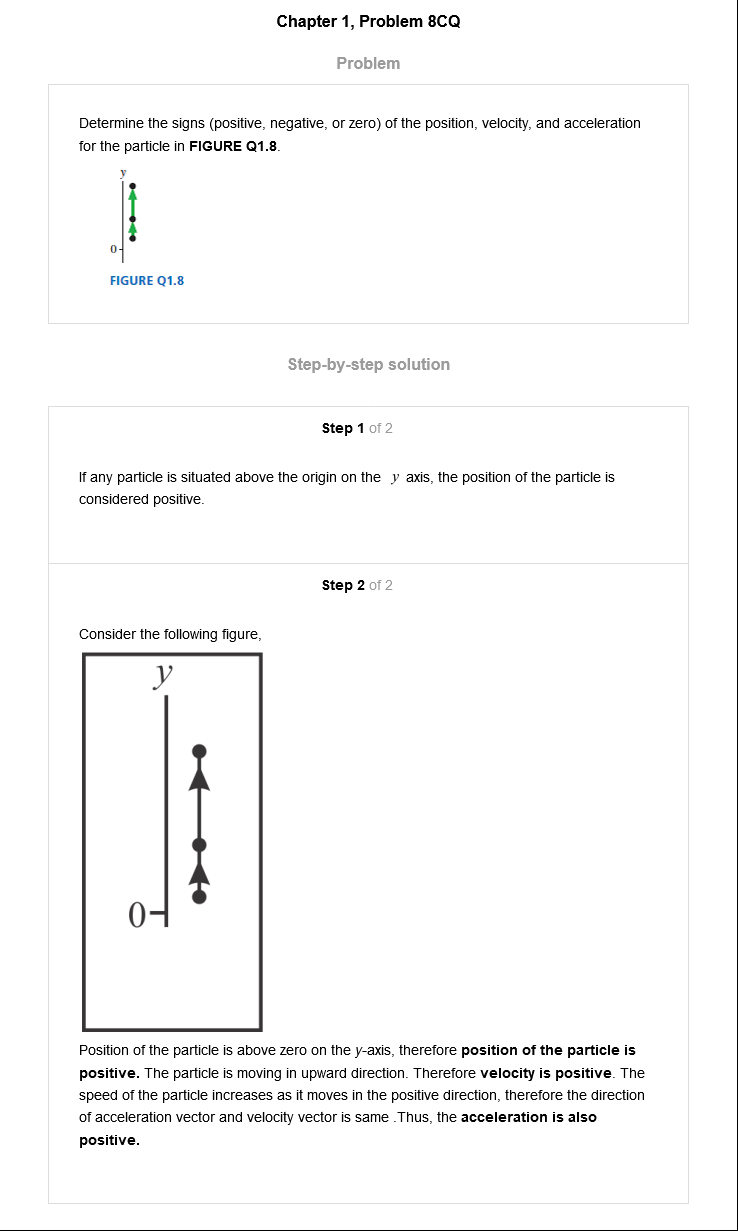 Chapter 1, Problem 8CQ
Problem
Determine the signs (positive, negative, or zero) of the position, velocity, and acceleration
for the particle in FIGURE Q1.8.
y
0
FIGURE Q1.8
Step-by-step solution
Step 1 of 2
If any particle is situated above the origin on the y axis, the position of the particle is
considered positive.
Step 2 of 2
Consider the following figure,
y
0
Position of the particle is above zero on the y-axis, therefore position of the particle is
positive. The particle is moving in upward direction. Therefore velocity is positive. The
speed of the particle increases as it moves in the positive direction, therefore the direction
of acceleration vector and velocity vector is same .Thus, the acceleration is also
positive.